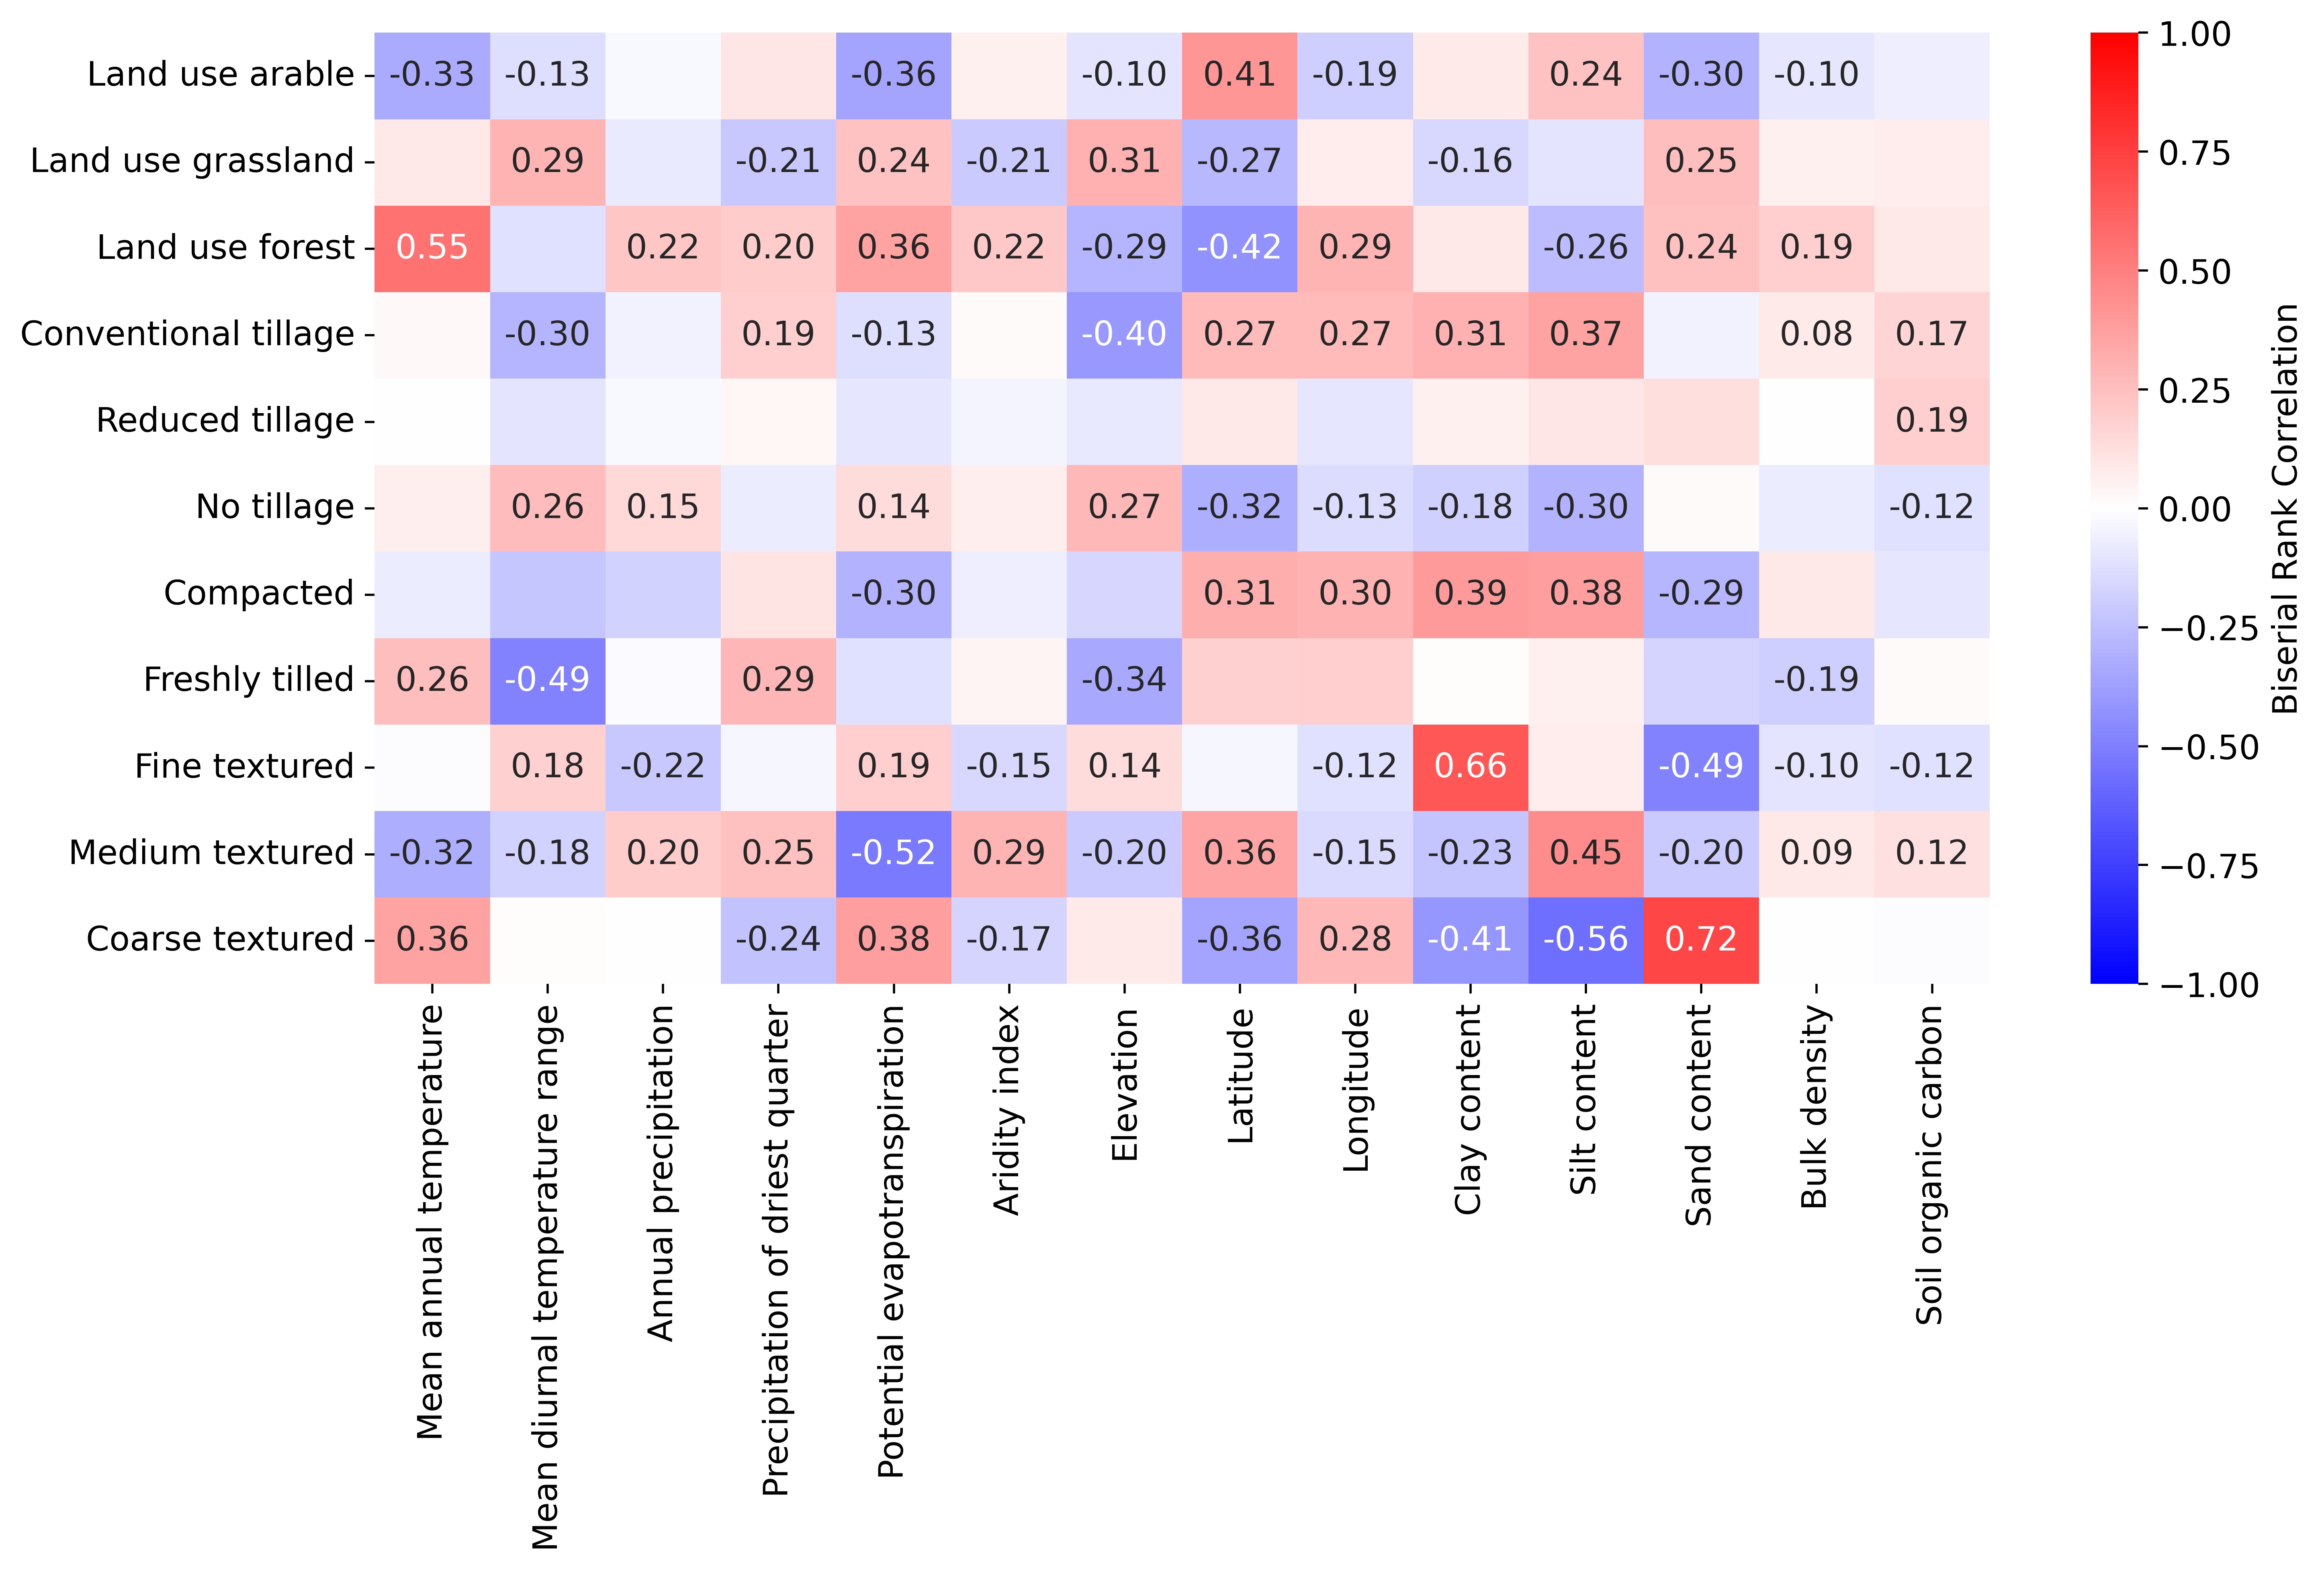 Land use arable -0.33 -0.13 -0.36 -0.10 0.41 -0.19 0.24 -0.30 -0.10
Land use grassland 0.29 -0.21 0.24 -0.21 0.31 -0.27 -0.16 0.25
Land use forest 0.55 0.22 0.20 0.36 0.22 -0.29 -0.42 0.29 -0.26 0.24 0.19
Conventional tillage -0.30 0.19 -0.13 -0.40 0.27 0.27 0.31 0.37 0.08 0.17
Reduced tillage 0.19
No tillage 0.26 0.15 0.14 0.27 -0.32 -0.13 -0.18 -0.30 -0.12
Compacted -0.30 0.31 0.30 0.39 0.38 -0.29
Freshly tilled 0.26 -0.49 0.29 -0.34 -0.19
Fine textured 0.18 -0.22 0.19 -0.15 0.14 -0.12 0.66 -0.49 -0.10 -0.12
Medium textured -0.32 -0.18 0.20 0.25 -0.52 0.29 -0.20 0.36 -0.15 -0.23 0.45 -0.20 0.09 0.12
Coarse textured 0.36 -0.24 0.38 -0.17 -0.36 0.28 -0.41 -0.56 0.72
Mean annual temperature
Mean diurnal temperature range
Annual precipitation
Precipitation of driest quarter
Potential evapotranspiration
Aridity index
Elevation
Latitude
Longitude
Clay content
Silt content
Sand content
Bulk density
Soil organic carbon
1.00
0.75
0.50
0.25
0.00
−0.25
−0.50
−0.75
−1.00
Biserial Rank Correlation